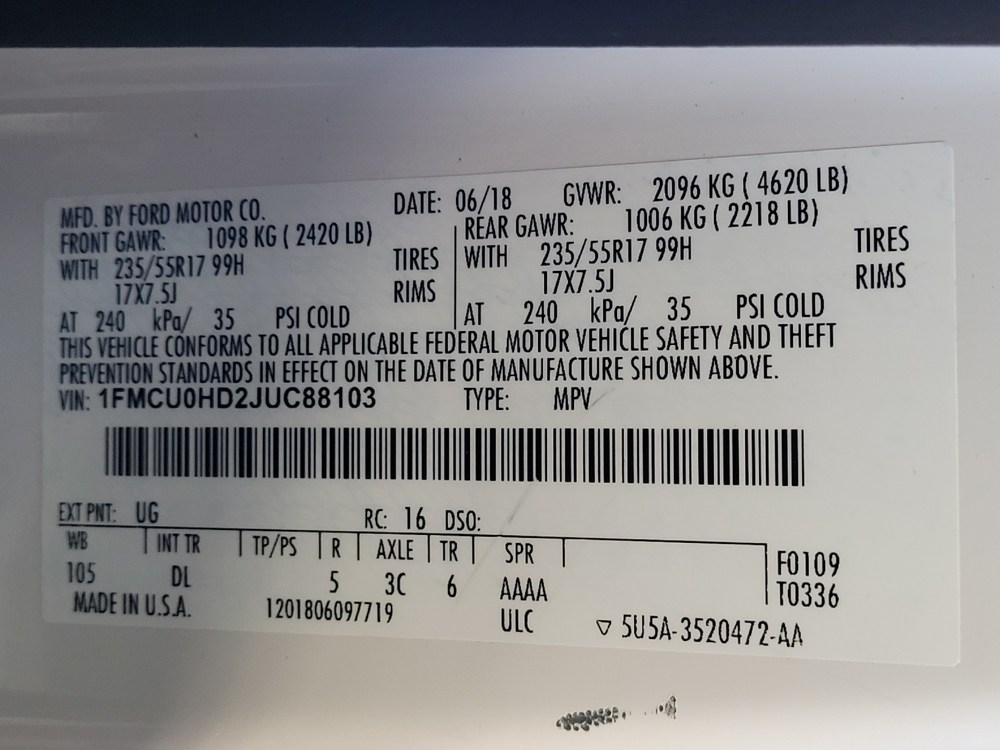 MFD. BY FORD MOTOR CO. DATE: 06/18 GVWR: 2096 KG ( 4620 LB)
FRONT GAWR: 1098 KG ( 2420 LB) REAR GAWR: 1006 KG ( 2218 LB)
WITH 235/55R17 99H TIRES WITH 235/55R17 99H TIRES
17X7.5J RIMS 17X7.5J RIMS
AT 240 kPa/ 35 PSI COLD AT 240 kPa/ 35 PSI COLD
THIS VEHICLE CONFORMS TO ALL APPLICABLE FEDERAL MOTOR VEHICLE SAFETY AND THEFT
PREVENTION STANDARDS IN EFFECT ON THE DATE OF MANUFACTURE SHOWN ABOVE.
VIN: 1FMCU0HD2JUC88103 TYPE: MPV
EXT PNT: UG RC: 16 DSO:
WB INT TR TP/PS R AXLE TR SPR F0109
105 DL 5 3C 6 AAAA T0336
MADE IN U.S.A. 1201806097719 ULC ▽ 5U5A-3520472-AA